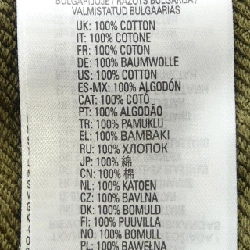 VALMISTATUD BULGAARIAS
UK: 100% COTTON
IT: 100% COTONE
FR: 100% COTON
DE: 100% BAUMWOLLE
US: 100% COTTON
ES-MX: 100% ALGODÓN
CAT: 100% COTÓ
PT: 100% ALGODÃO
TR: 100% PAMUKLU
EL: 100% BAMBAKI
RU: 100% ХЛОПОК
JP: 100% 綿
CN: 100% 棉
NL: 100% KATOEN
CZ: 100% BAVLNA
DK: 100% BOMULD
FI: 100% PUUVILLA
NO: 100% BOMULL
PL: 100% BAWEŁNA